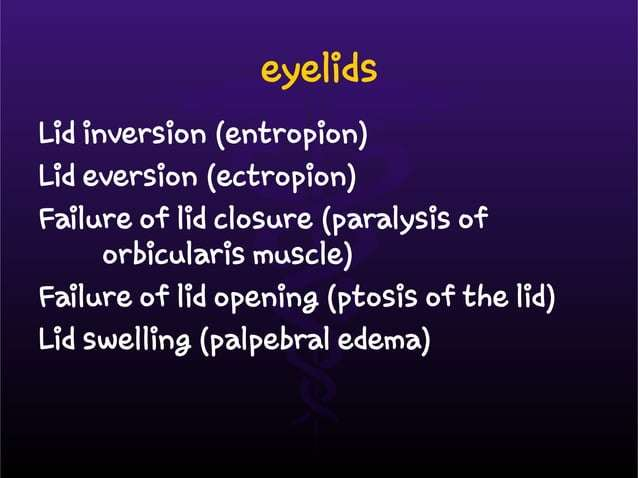 eyelids
Lid inversion (entropion)
Lid eversion (ectropion)
Failure of lid closure (paralysis of
orbicularis muscle)
Failure of lid opening (ptosis of the lid)
Lid swelling (palpebral edema)